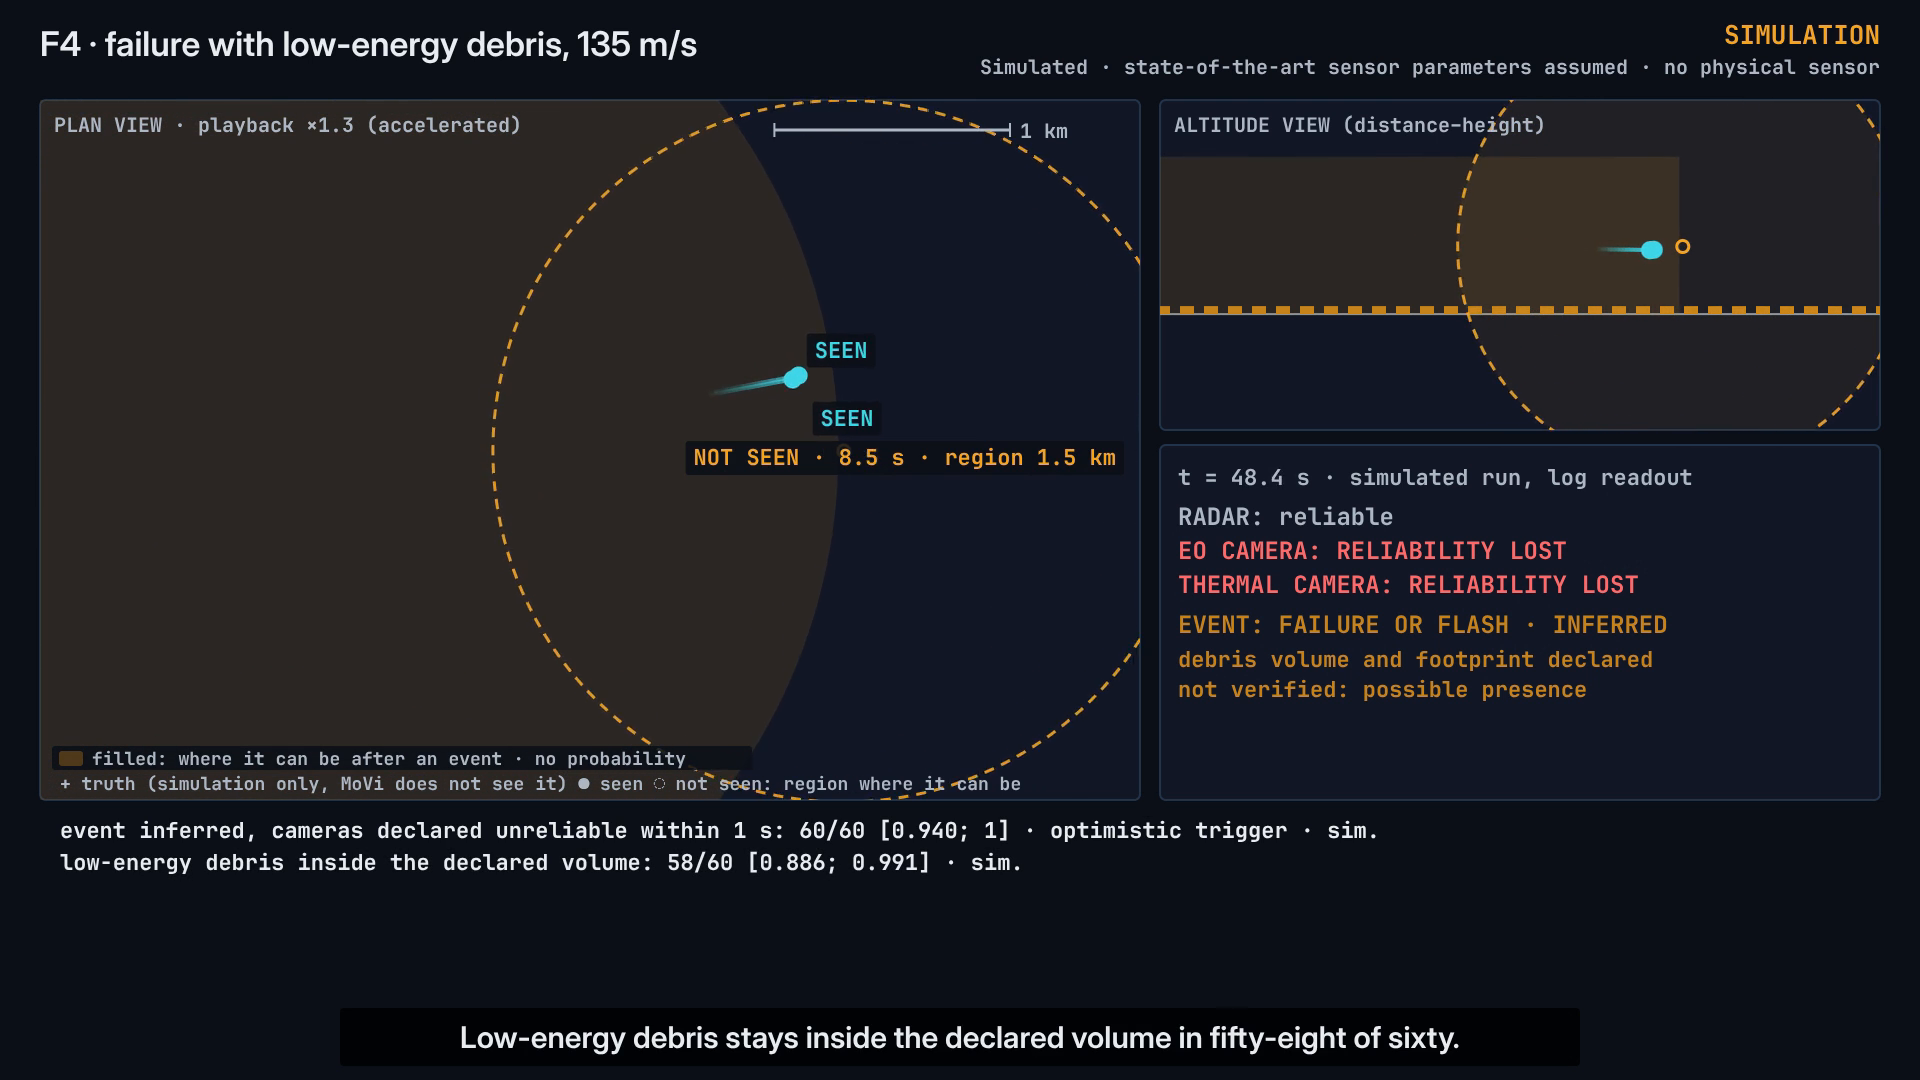 F4 · failure with low-energy debris, 135 m/s
SIMULATION
Simulated · state-of-the-art sensor parameters assumed · no physical sensor
PLAN VIEW · playback ×1.3 (accelerated)
1 km
SEEN
SEEN
NOT SEEN · 8.5 s · region 1.5 km
filled: where it can be after an event · no probability
+ truth (simulation only, MoVi does not see it) ● seen ◌ not seen: region where it can be
ALTITUDE VIEW (distance-height)
t = 48.4 s · simulated run, log readout
RADAR: reliable
EO CAMERA: RELIABILITY LOST
THERMAL CAMERA: RELIABILITY LOST
EVENT: FAILURE OR FLASH · INFERRED
debris volume and footprint declared
not verified: possible presence
event inferred, cameras declared unreliable within 1 s: 60/60 [0.940; 1] · optimistic trigger · sim.
low-energy debris inside the declared volume: 58/60 [0.886; 0.991] · sim.
Low-energy debris stays inside the declared volume in fifty-eight of sixty.